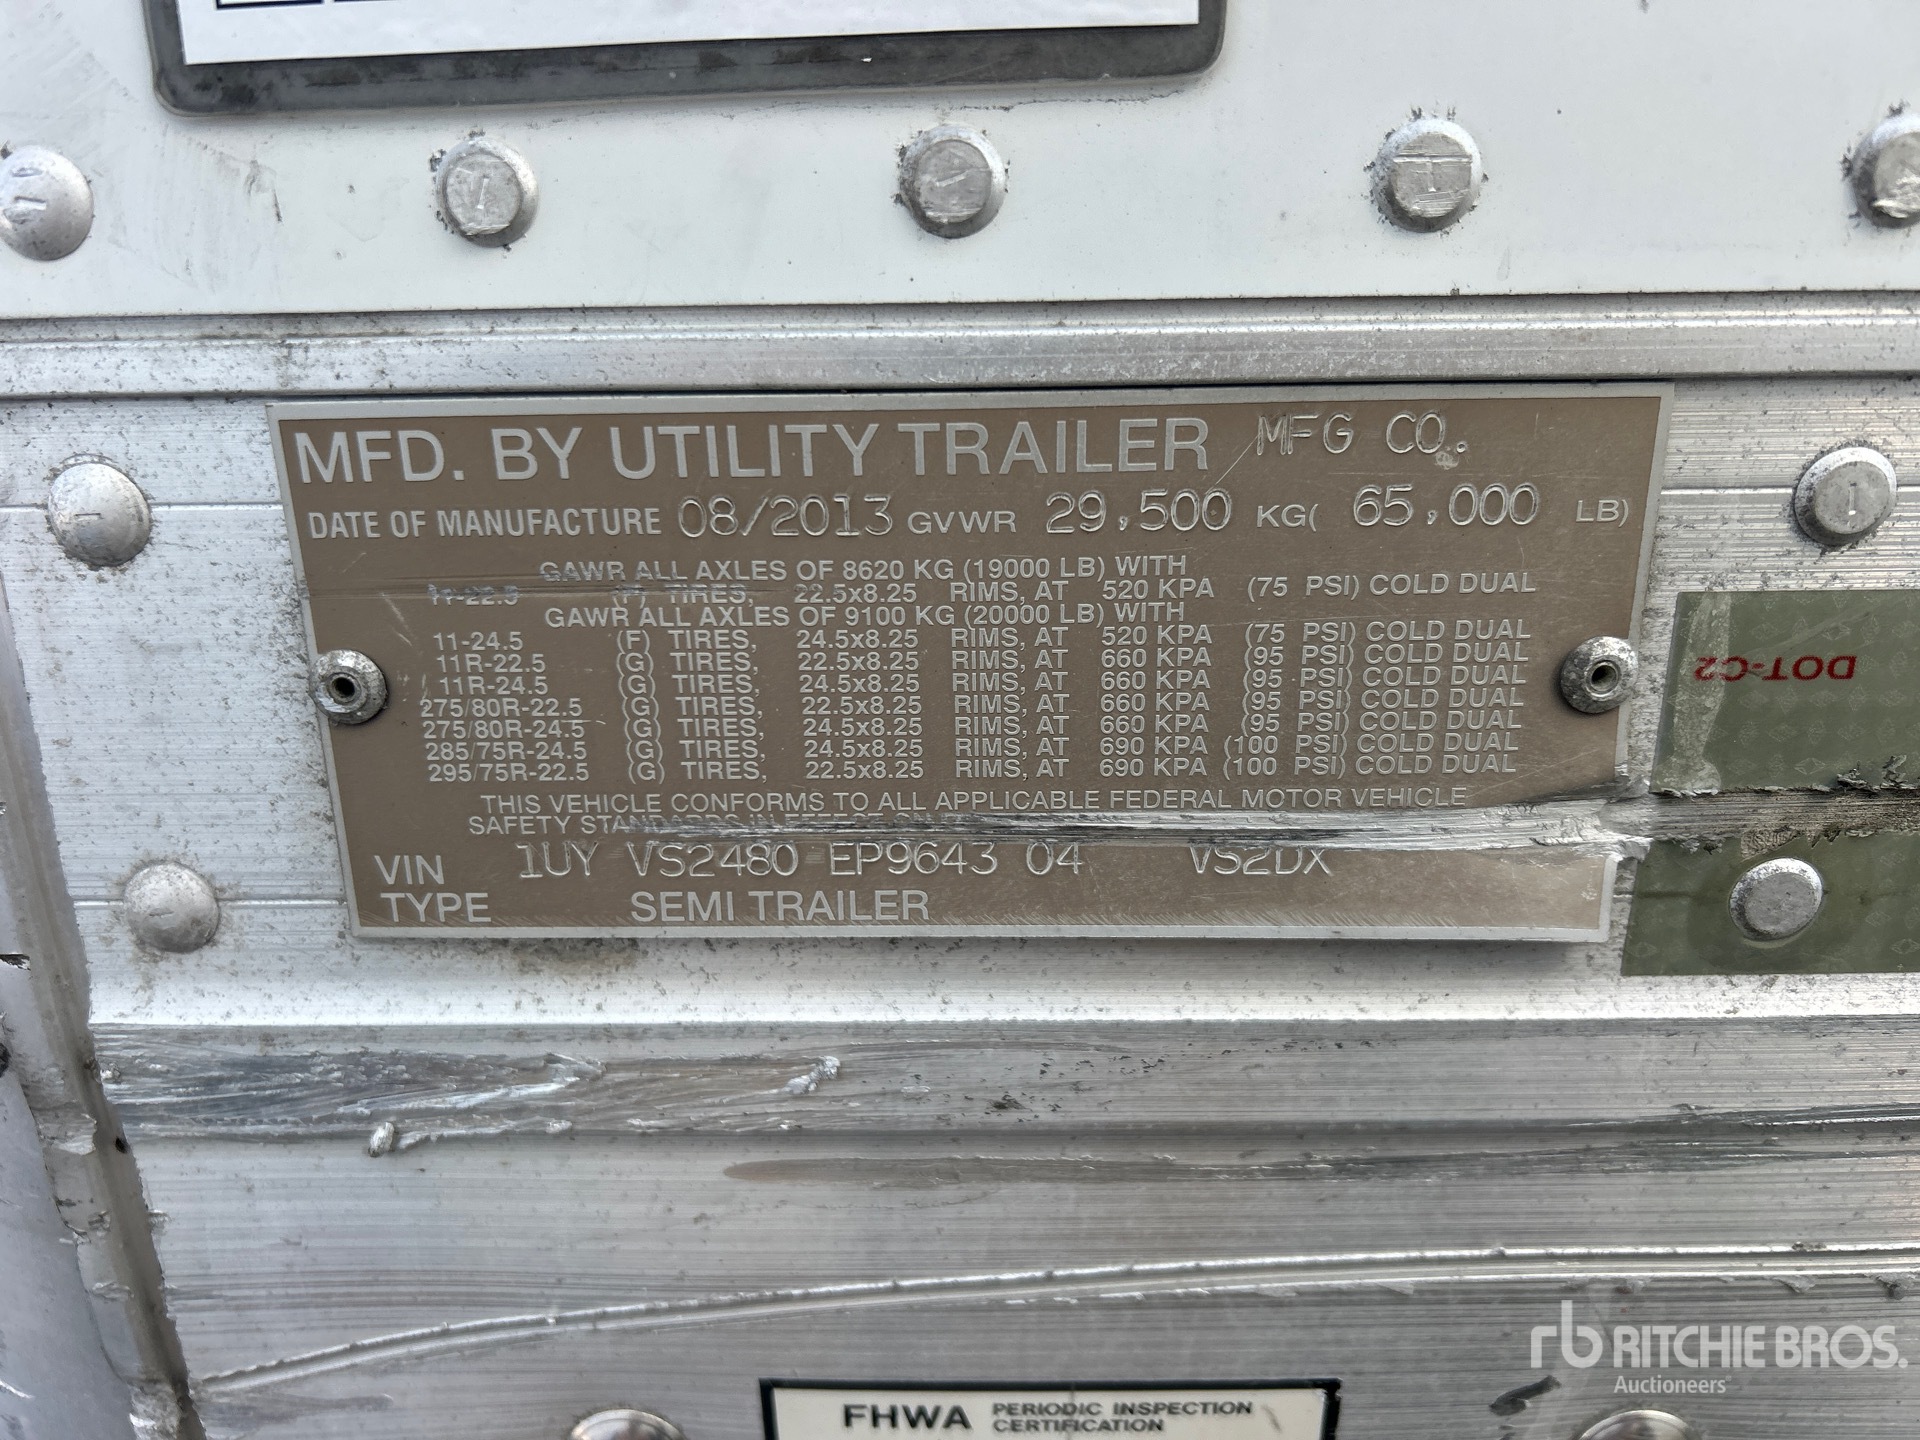 MFD. BY UTILITY TRAILER MFG CO.
DATE OF MANUFACTURE 08/2013 GVWR 29,500 KG( 65,000 LB)
GAWR ALL AXLES OF 8620 KG (19000 LB) WITH
11-22.5 (F) TIRES, 22.5x8.25 RIMS, AT 520 KPA (75 PSI) COLD DUAL
GAWR ALL AXLES OF 9100 KG (20000 LB) WITH
11-24.5 (F) TIRES, 24.5x8.25 RIMS, AT 520 KPA (75 PSI) COLD DUAL
11R-22.5 (G) TIRES, 22.5x8.25 RIMS, AT 660 KPA (95 PSI) COLD DUAL
11R-24.5 (G) TIRES, 24.5x8.25 RIMS, AT 660 KPA (95 PSI) COLD DUAL
275/80R-22.5 (G) TIRES, 22.5x8.25 RIMS, AT 660 KPA (95 PSI) COLD DUAL
275/80R-24.5 (G) TIRES, 24.5x8.25 RIMS, AT 660 KPA (95 PSI) COLD DUAL
285/75R-24.5 (G) TIRES, 24.5x8.25 RIMS, AT 690 KPA (100 PSI) COLD DUAL
295/75R-22.5 (G) TIRES, 22.5x8.25 RIMS, AT 690 KPA (100 PSI) COLD DUAL
THIS VEHICLE CONFORMS TO ALL APPLICABLE FEDERAL MOTOR VEHICLE
SAFETY STANDARDS IN EFFECT ON
VIN 1UY VS2480 EP9643 04 VS2DX
TYPE SEMI TRAILER
DOT-C2
FHWA PERIODIC INSPECTION
CERTIFICATION
rb RITCHIE BROS.
Auctioneers